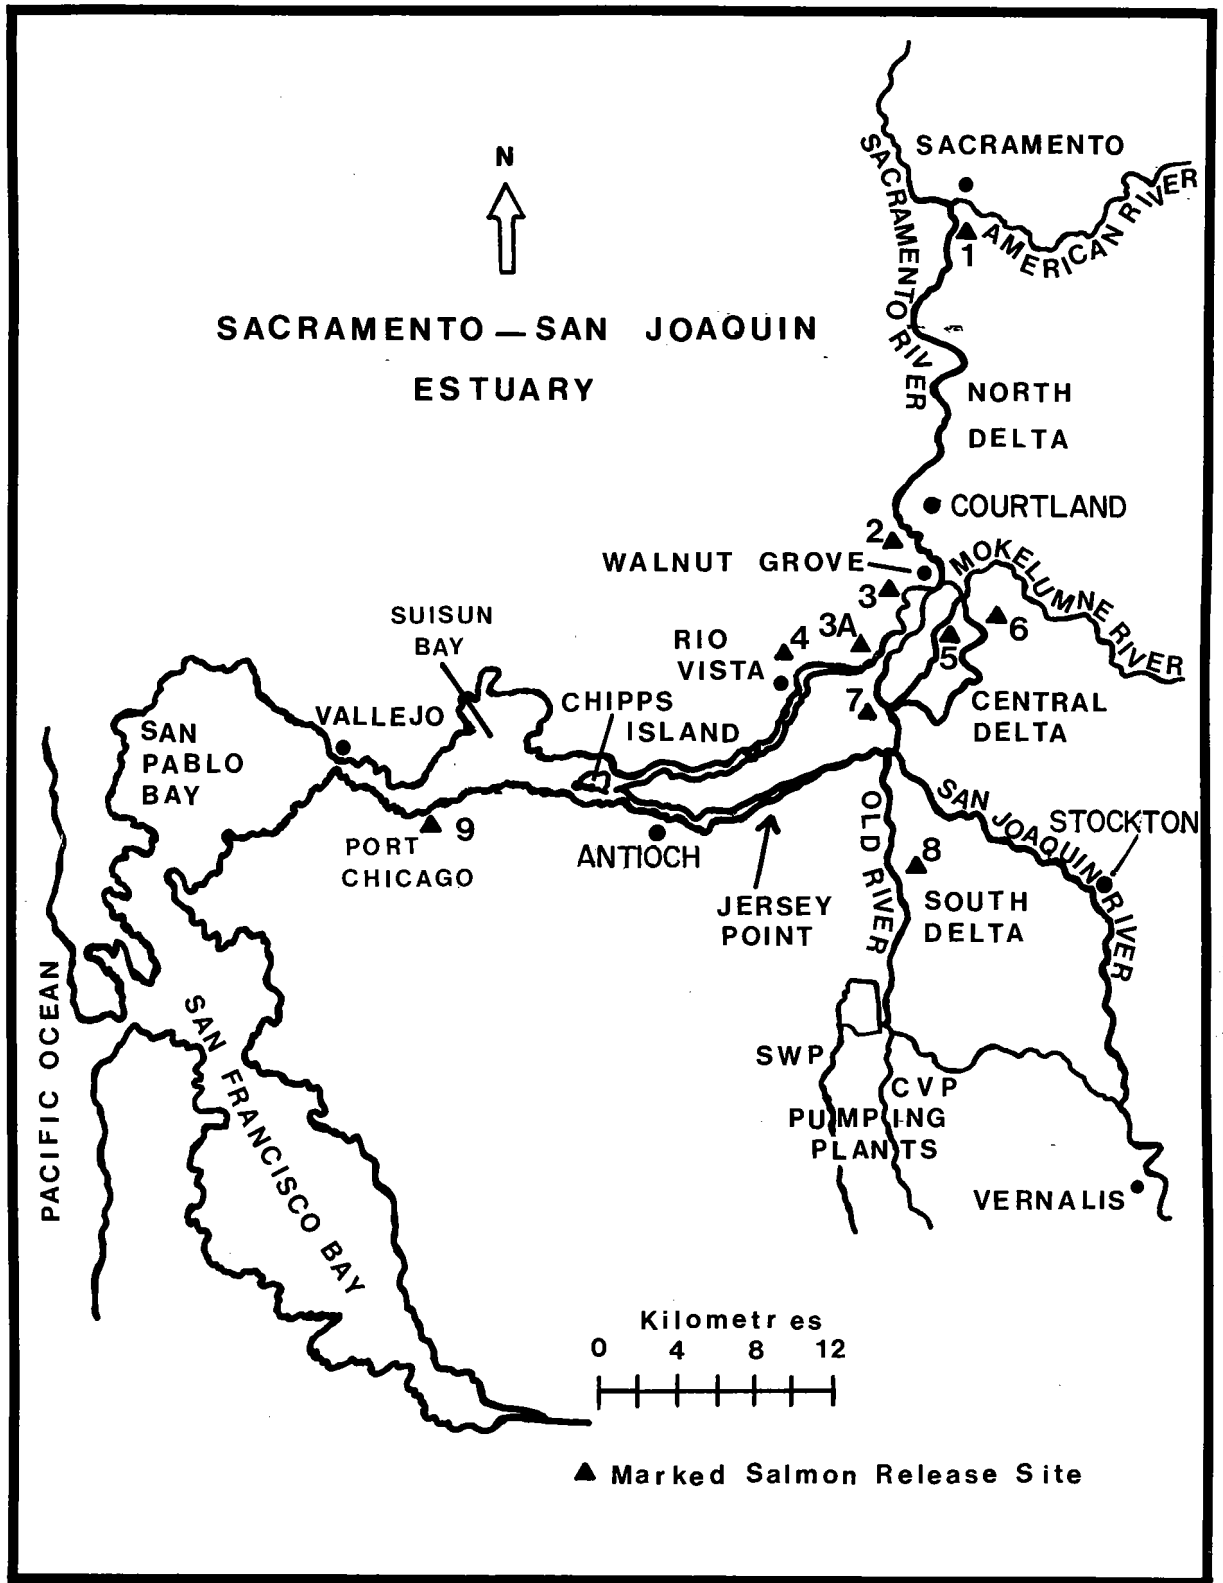 N
SACRAMENTO
SACRAMENTO RIVER
AMERICAN RIVER
1
SACRAMENTO — SAN JOAQUIN
ESTUARY
NORTH
DELTA
COURTLAND
2
WALNUT GROVE
MOKELUMNE RIVER
3
SUISUN
BAY
3A
4
5
6
RIO
VISTA
7
CENTRAL
DELTA
CHIPPS
ISLAND
VALLEJO
SAN
PABLO
BAY
SAN JOAQUIN RIVER
STOCKTON
OLD RIVER
9
PORT
CHICAGO
ANTIOCH
8
JERSEY
POINT
SOUTH
DELTA
PACIFIC OCEAN
SAN FRANCISCO BAY
SWP
CVP
PUMPING
PLANTS
VERNALIS
Kilometres
0 4 8 12
▲ Marked Salmon Release Site